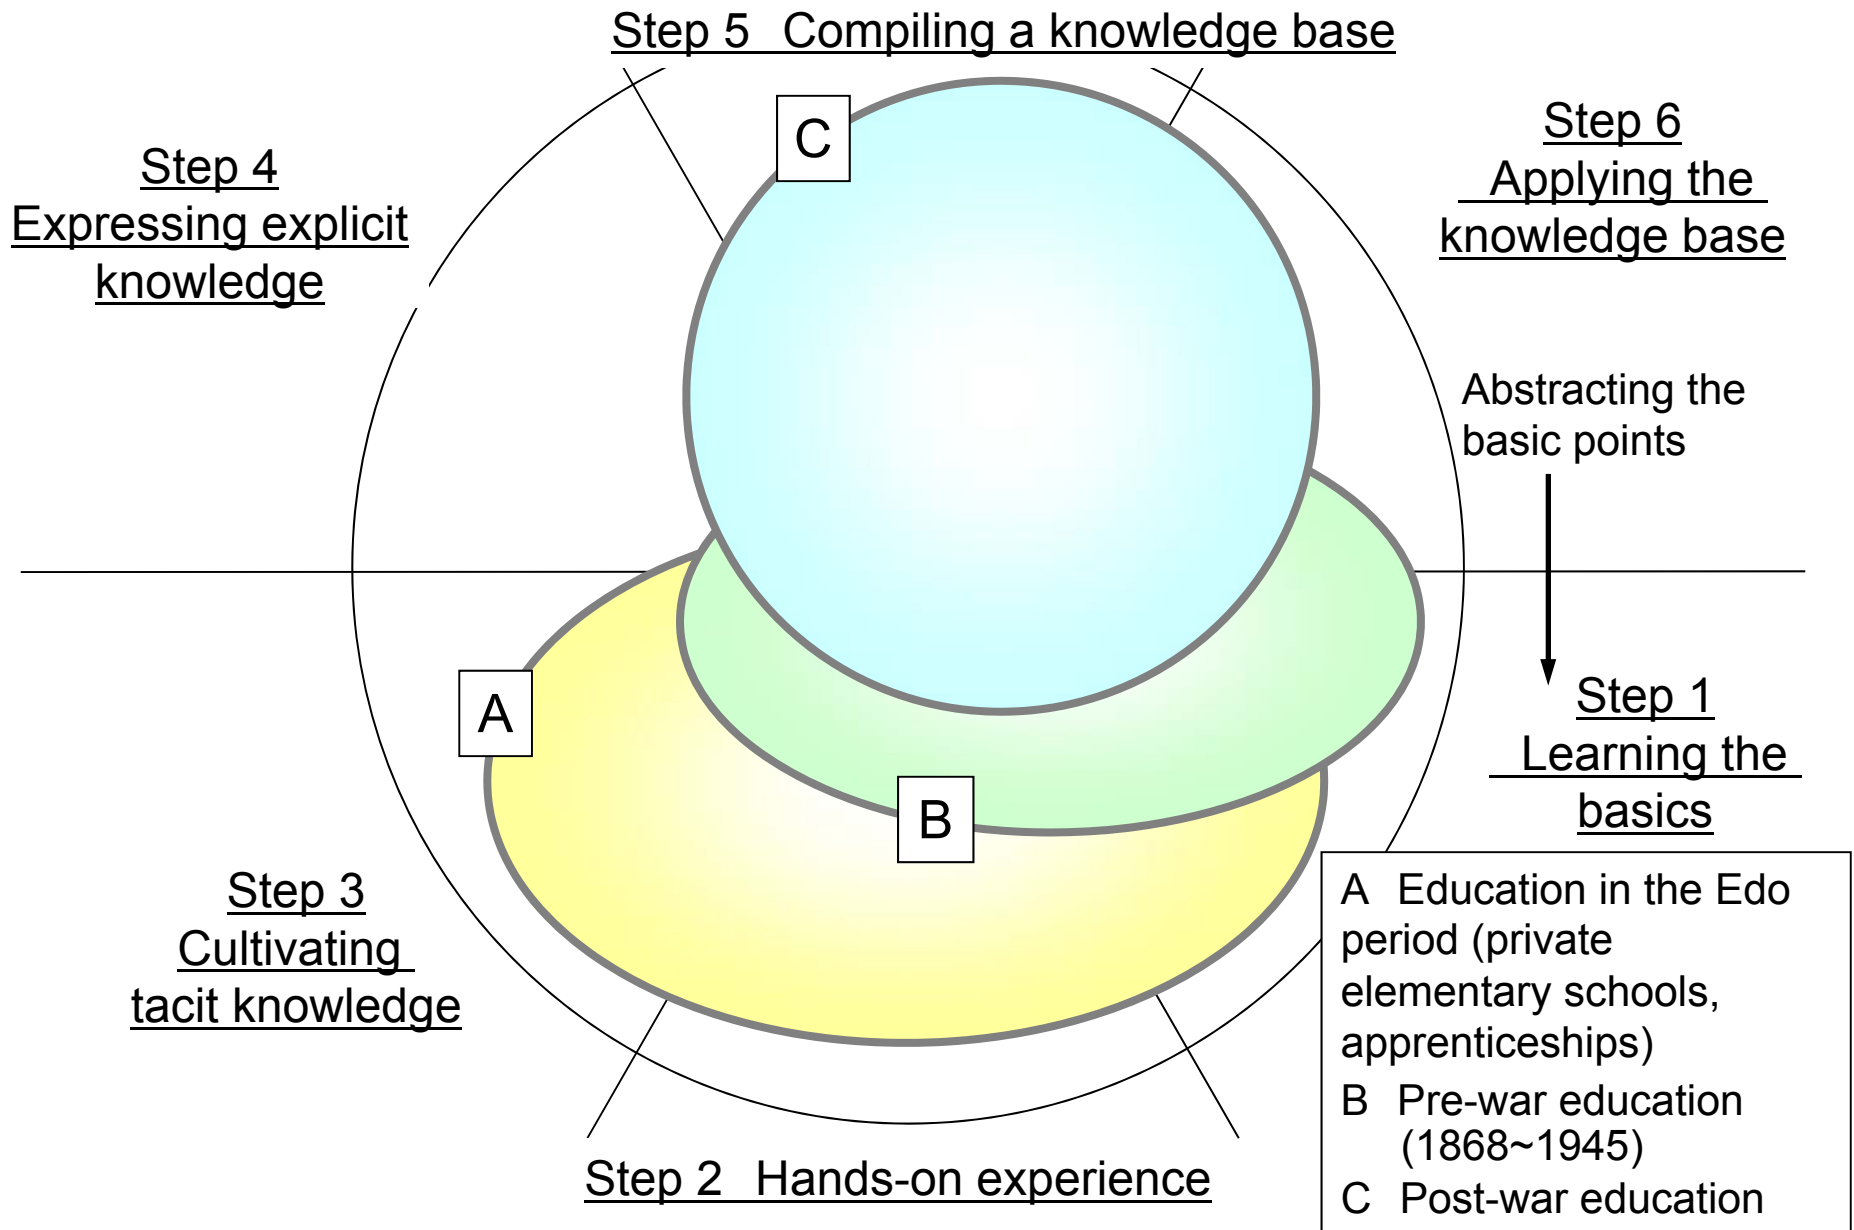 Step 5 Compiling a knowledge base
C
Step 6
Applying the
knowledge base
Step 4
Expressing explicit
knowledge
Abstracting the
basic points
A
Step 1
Learning the
basics
B
Step 3
Cultivating
tacit knowledge
A Education in the Edo
period (private
elementary schools,
apprenticeships)
B Pre-war education
(1868~1945)
C Post-war education
Step 2 Hands-on experience